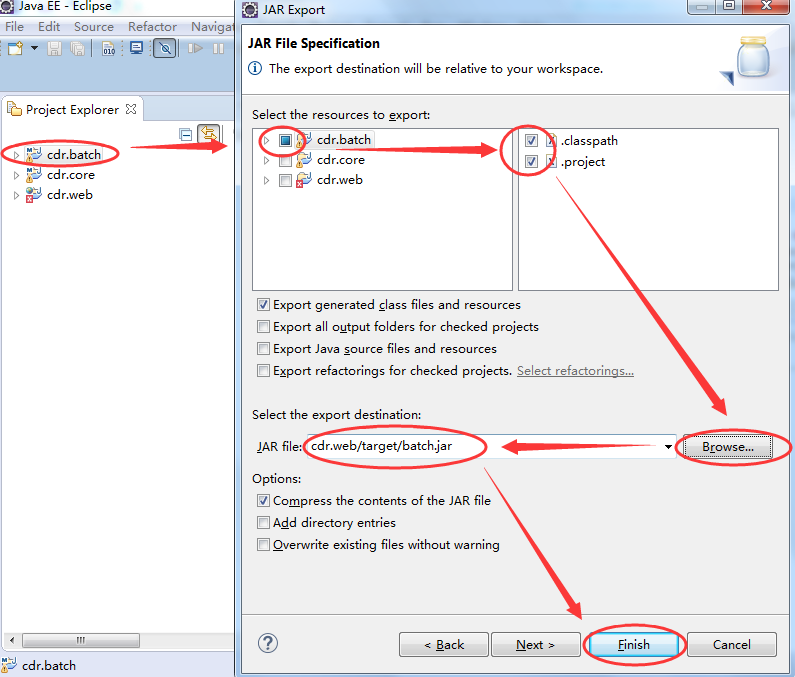 Java EE - Eclipse
File Edit Source Refactor Navigat
Project Explorer
cdr.batch
cdr.core
cdr.web
cdr.batch
JAR Export
JAR File Specification
The export destination will be relative to your workspace.
Select the resources to export:
cdr.batch
cdr.core
cdr.web
.classpath
.project
Export generated class files and resources
Export all output folders for checked projects
Export Java source files and resources
Export refactorings for checked projects. Select refactorings...
Select the export destination:
JAR file: cdr.web/target/batch.jar Browse...
Options:
Compress the contents of the JAR file
Add directory entries
Overwrite existing files without warning
< Back Next > Finish Cancel